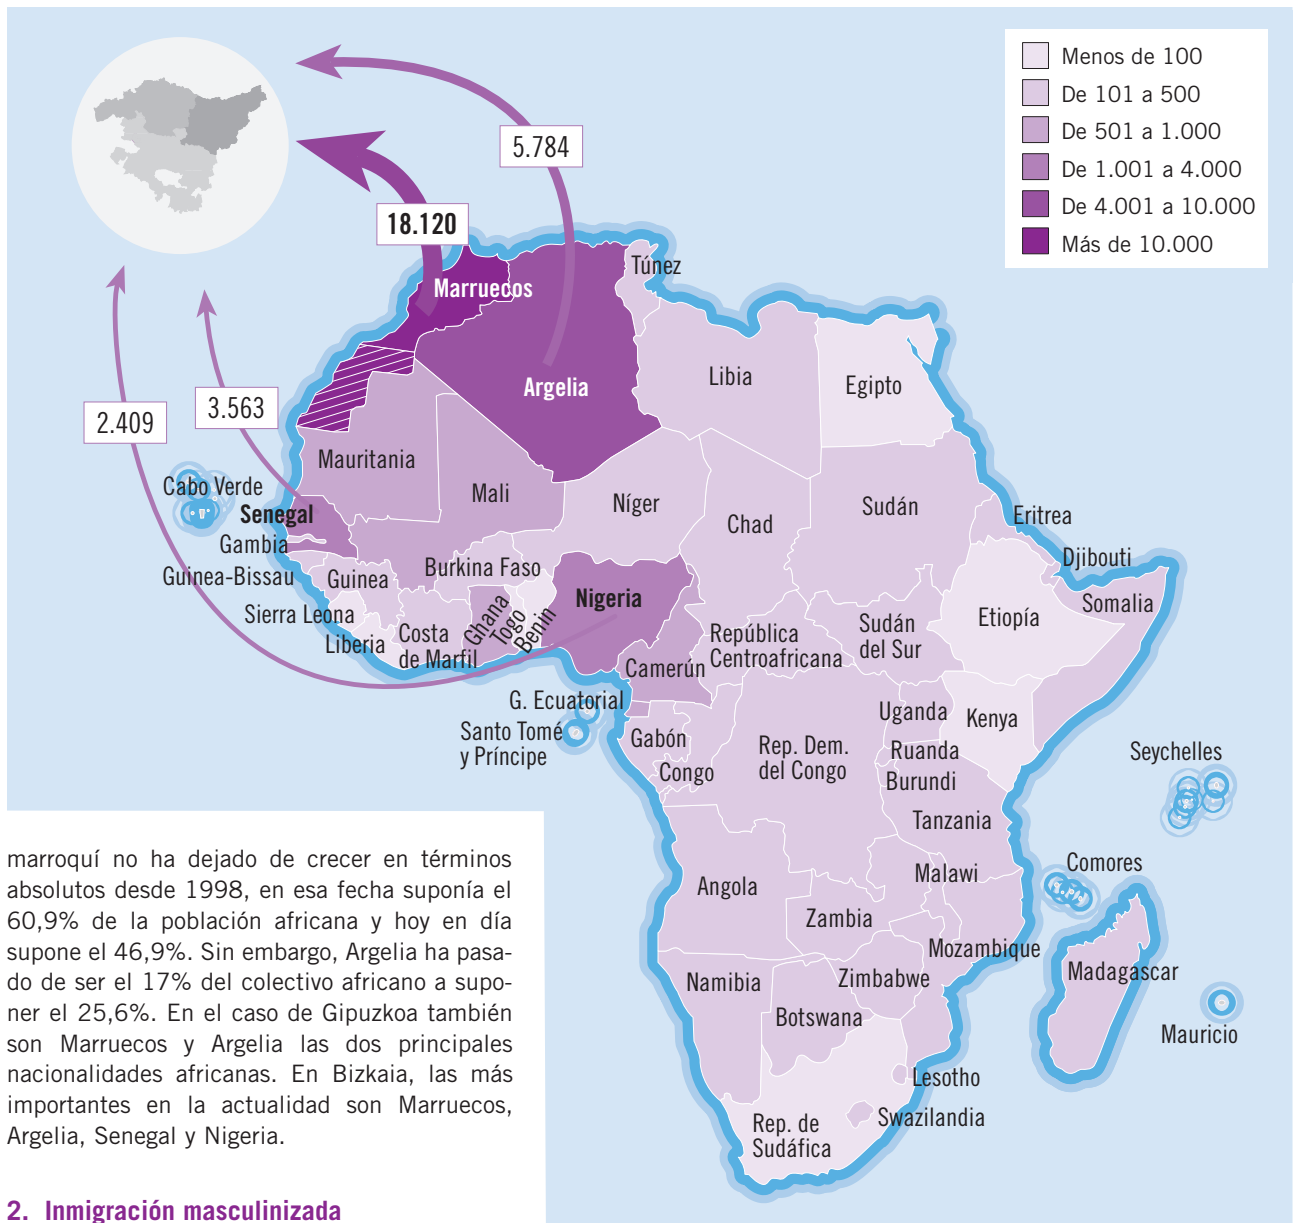 Menos de 100
De 101 a 500
De 501 a 1.000
De 1.001 a 4.000
De 4.001 a 10.000
Más de 10.000
5.784
18.120
3.563
2.409
Túnez
Marruecos
Argelia
Libia
Egipto
Mauritania
Mali
Níger
Chad
Sudán
Eritrea
Djibouti
Cabo Verde
Senegal
Gambia
Guinea-Bissau
Guinea
Burkina Faso
Nigeria
Sierra Leona
Liberia
Costa
de Marfil
Ghana
Togo
Benin
Camerún
República
Centroafricana
Sudán
del Sur
Etiopía
Somalia
G. Ecuatorial
Santo Tomé
y Príncipe
Gabón
Congo
Rep. Dem.
del Congo
Uganda
Kenya
Ruanda
Burundi
Tanzania
Seychelles
Comores
Angola
Zambia
Malawi
Mozambique
Madagascar
Mauricio
Namibia
Zimbabwe
Botswana
Lesotho
Swazilandia
Rep. de
Sudáfica
marroquí no ha dejado de crecer en términos
absolutos desde 1998, en esa fecha suponía el
60,9% de la población africana y hoy en día
supone el 46,9%. Sin embargo, Argelia ha pasa-
do de ser el 17% del colectivo africano a supo-
ner el 25,6%. En el caso de Gipuzkoa también
son Marruecos y Argelia las dos principales
nacionalidades africanas. En Bizkaia, las más
importantes en la actualidad son Marruecos,
Argelia, Senegal y Nigeria.
2. Inmigración masculinizada